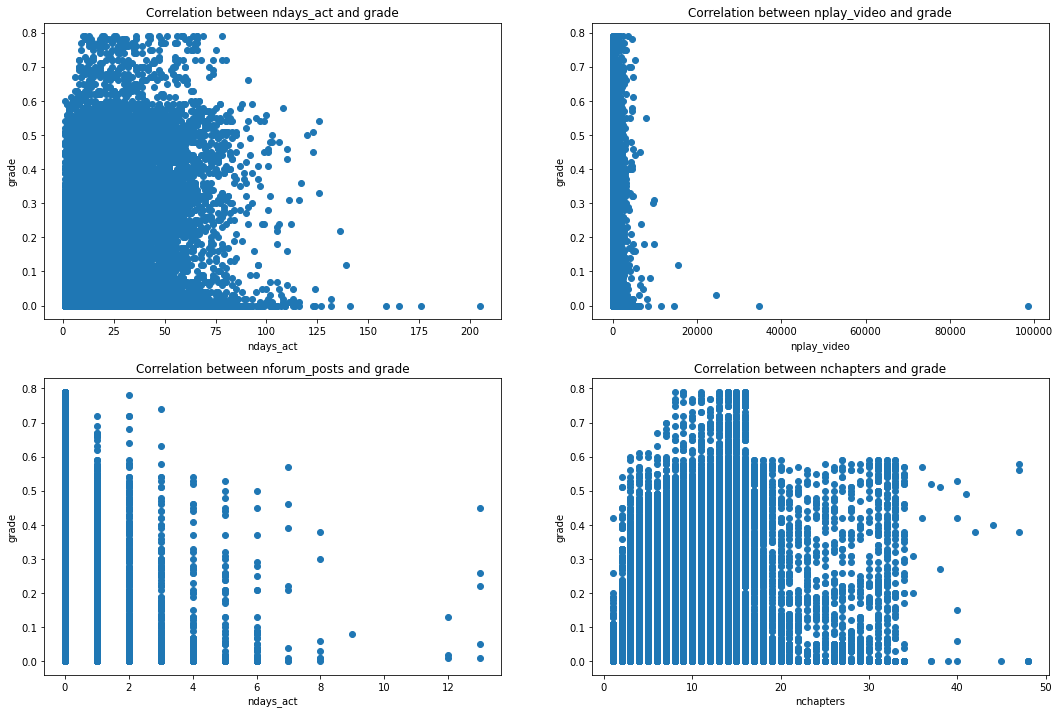 Correlation between ndays_act and grade
grade
0.8
0.7
0.6
0.5
0.4
0.3
0.2
0.1
0.0
0 25 50 75 100 125 150 175 200
ndays_act
Correlation between nplay_video and grade
grade
0.8
0.7
0.6
0.5
0.4
0.3
0.2
0.1
0.0
0 20000 40000 60000 80000 100000
nplay_video
Correlation between nforum_posts and grade
grade
0.8
0.7
0.6
0.5
0.4
0.3
0.2
0.1
0.0
0 2 4 6 8 10 12
ndays_act
Correlation between nchapters and grade
grade
0.8
0.7
0.6
0.5
0.4
0.3
0.2
0.1
0.0
0 10 20 30 40 50
nchapters